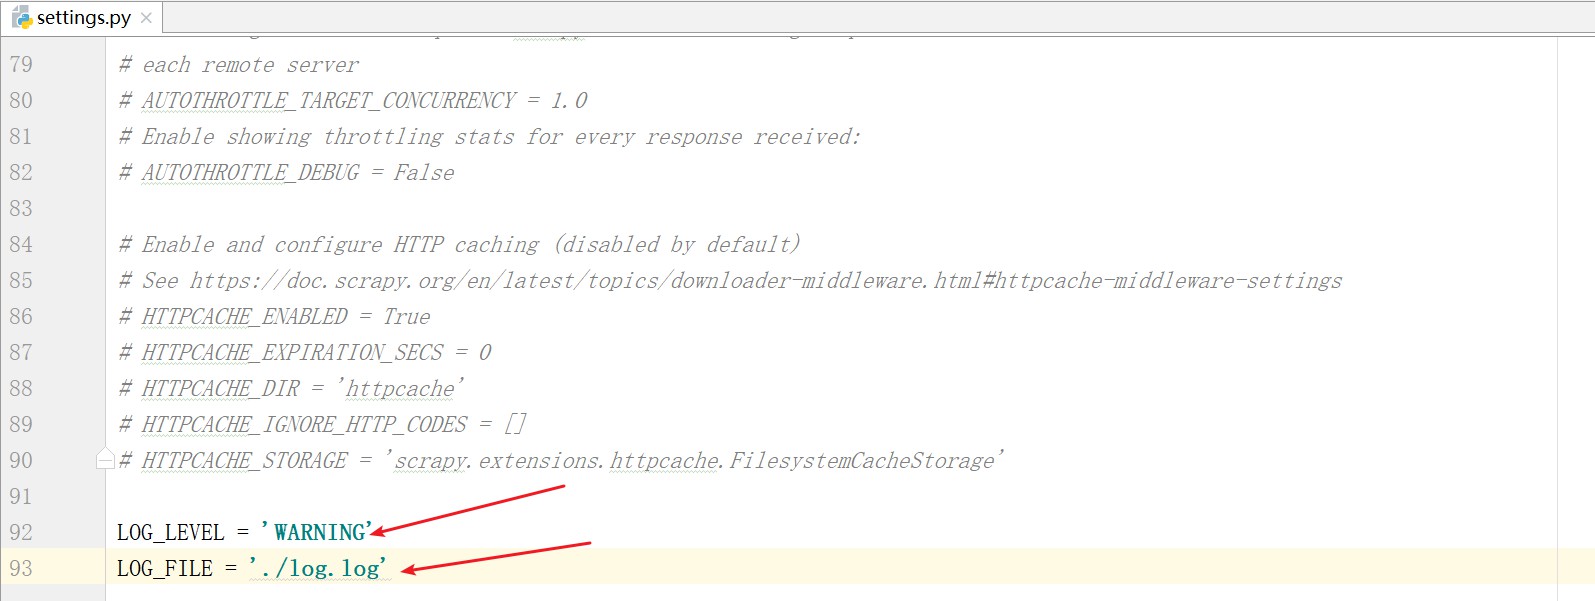 settings.py
79 # each remote server
80 # AUTOTHROTTLE_TARGET_CONCURRENCY = 1.0
81 # Enable showing throttling stats for every response received:
82 # AUTOTHROTTLE_DEBUG = False
83
84 # Enable and configure HTTP caching (disabled by default)
85 # See https://doc.scrapy.org/en/latest/topics/downloader-middleware.html#httpcache-middleware-settings
86 # HTTPCACHE_ENABLED = True
87 # HTTPCACHE_EXPIRATION_SECS = 0
88 # HTTPCACHE_DIR = 'httpcache'
89 # HTTPCACHE_IGNORE_HTTP_CODES = []
90 # HTTPCACHE_STORAGE = 'scrapy.extensions.httpcache.FilesystemCacheStorage'
91
92 LOG_LEVEL = 'WARNING'
93 LOG_FILE = './log.log'